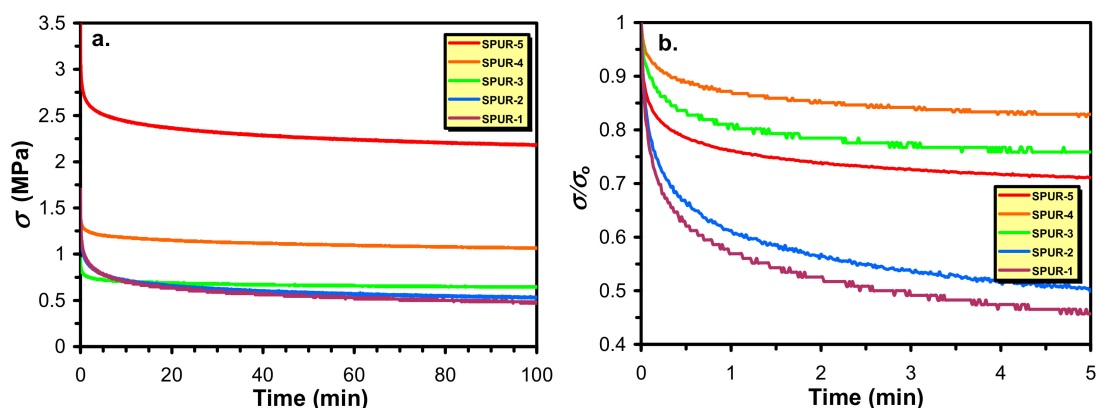 a.
3.5
3
2.5
2
1.5
1
0.5
0
σ (MPa)
0 20 40 60 80 100
Time (min)
SPUR-5
SPUR-4
SPUR-3
SPUR-2
SPUR-1
b.
1
0.9
0.8
0.7
0.6
0.5
0.4
σ/σo
0 1 2 3 4 5
Time (min)
SPUR-5
SPUR-4
SPUR-3
SPUR-2
SPUR-1